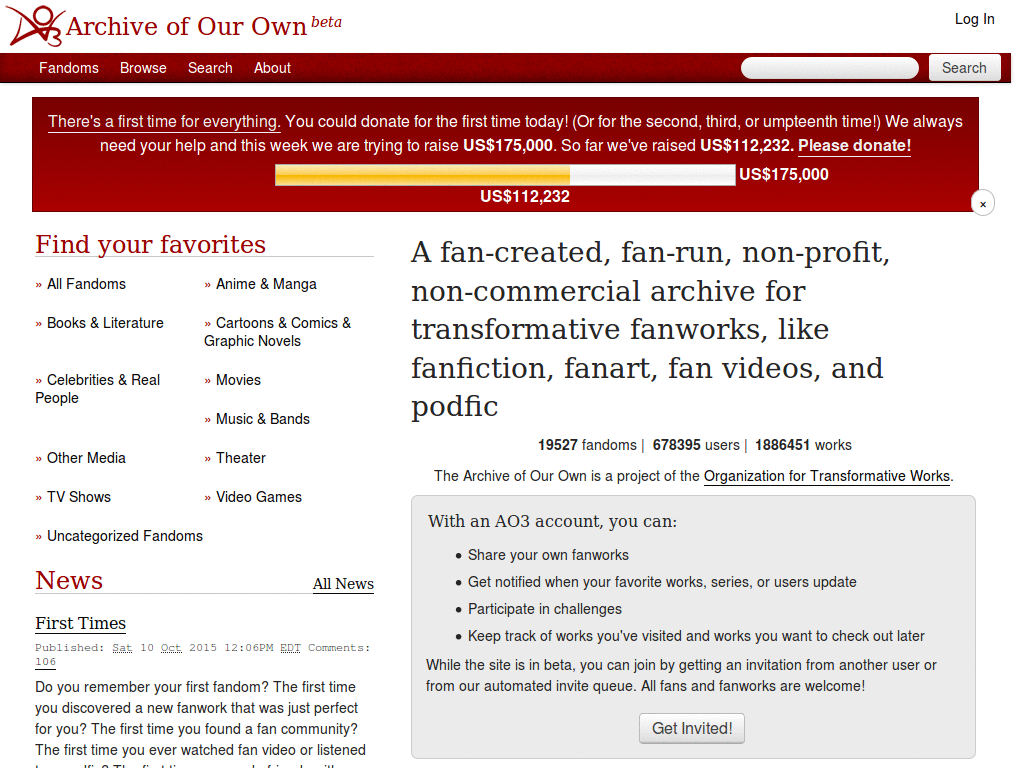 Archive of Our Own beta
Log In
Fandoms Browse Search About
Search
There's a first time for everything. You could donate for the first time today! (Or for the second, third, or umpteenth time!) We always
need your help and this week we are trying to raise US$175,000. So far we've raised US$112,232. Please donate!
US$175,000
US$112,232
×
Find your favorites
» All Fandoms
» Anime & Manga
» Books & Literature
» Cartoons & Comics &
Graphic Novels
» Celebrities & Real
People
» Movies
» Music & Bands
» Other Media
» Theater
» TV Shows
» Video Games
» Uncategorized Fandoms
News
All News
First Times
Published: Sat 10 Oct 2015 12:06PM EDT Comments:
106
Do you remember your first fandom? The first time
you discovered a new fanwork that was just perfect
for you? The first time you found a fan community?
The first time you ever watched fan video or listened
A fan-created, fan-run, non-profit,
non-commercial archive for
transformative fanworks, like
fanfiction, fanart, fan videos, and
podfic
19527 fandoms | 678395 users | 1886451 works
The Archive of Our Own is a project of the Organization for Transformative Works.
With an AO3 account, you can:
• Share your own fanworks
• Get notified when your favorite works, series, or users update
• Participate in challenges
• Keep track of works you've visited and works you want to check out later
While the site is in beta, you can join by getting an invitation from another user or
from our automated invite queue. All fans and fanworks are welcome!
Get Invited!